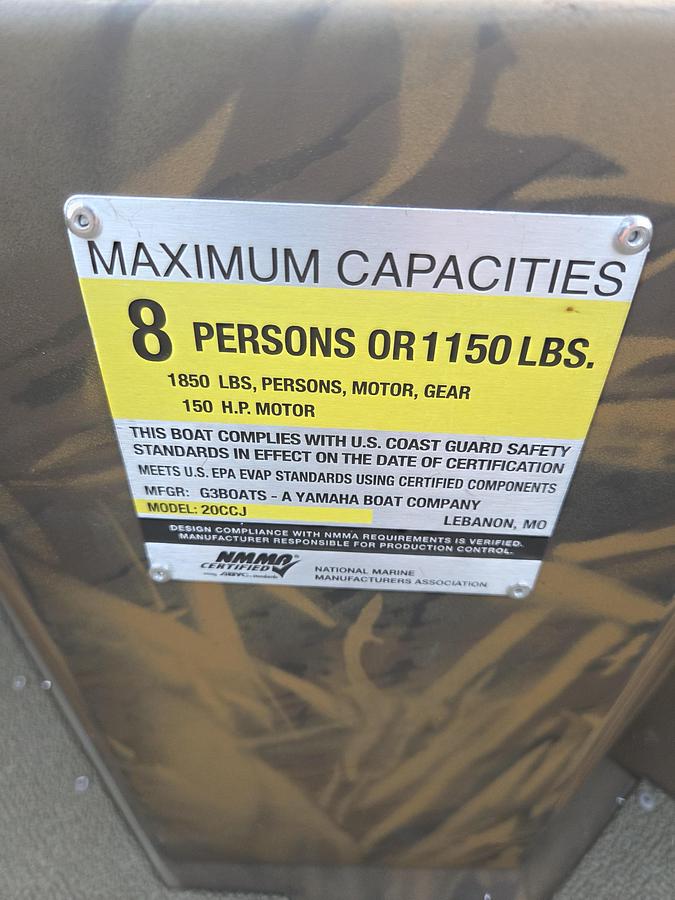 MAXIMUM CAPACITIES
8 PERSONS OR 1150 LBS.
1850 LBS, PERSONS, MOTOR, GEAR
150 H.P. MOTOR
THIS BOAT COMPLIES WITH U.S. COAST GUARD SAFETY
STANDARDS IN EFFECT ON THE DATE OF CERTIFICATION
MEETS U.S. EPA EVAP STANDARDS USING CERTIFIED COMPONENTS
MFGR: G3BOATS - A YAMAHA BOAT COMPANY
MODEL: 20CCJ
LEBANON, MO
DESIGN COMPLIANCE WITH NMMA REQUIREMENTS IS VERIFIED.
MANUFACTURER RESPONSIBLE FOR PRODUCTION CONTROL.
NMMA®
CERTIFIED
using ABYC standards
NATIONAL MARINE
MANUFACTURERS ASSOCIATION